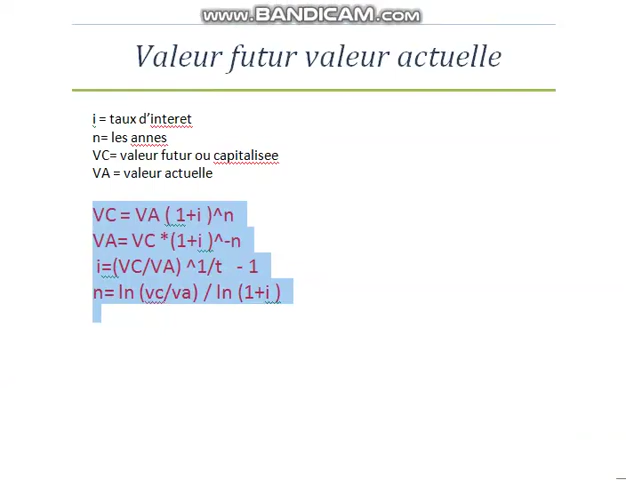 www.BANDICAM.com
Valeur futur valeur actuelle
i = taux d'interet
n= les annes
VC= valeur futur ou capitalisee
VA = valeur actuelle
VC = VA ( 1+i )^n
VA= VC *(1+i )^-n
i=(VC/VA) ^1/t - 1
n= ln (vc/va) / ln (1+i )